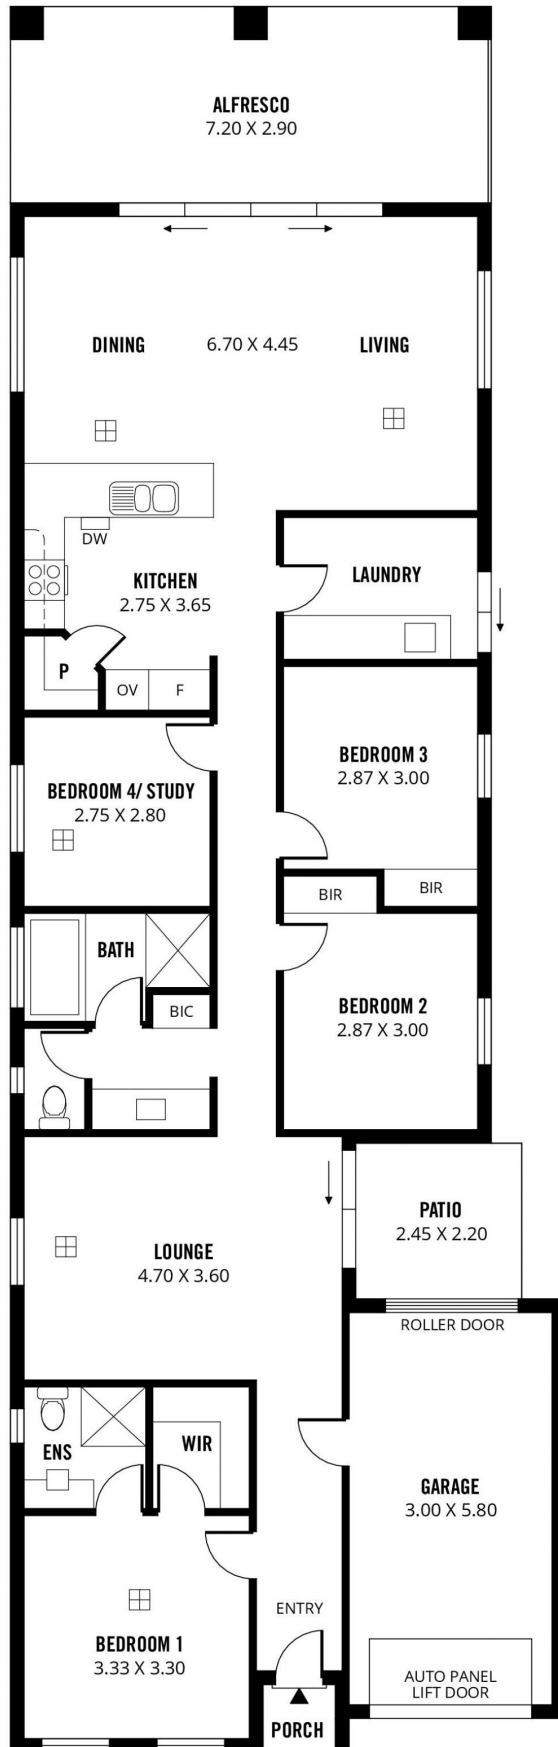 ALFRESCO
7.20 X 2.90
DINING
6.70 X 4.45
LIVING
DW
KITCHEN
2.75 X 3.65
LAUNDRY
P
OV
F
BEDROOM 4/ STUDY
2.75 X 2.80
BEDROOM 3
2.87 X 3.00
BIR
BIR
BATH
BIC
BEDROOM 2
2.87 X 3.00
PATIO
2.45 X 2.20
LOUNGE
4.70 X 3.60
ROLLER DOOR
ENS
WIR
GARAGE
3.00 X 5.80
ENTRY
BEDROOM 1
3.33 X 3.30
AUTO PANEL
LIFT DOOR
PORCH